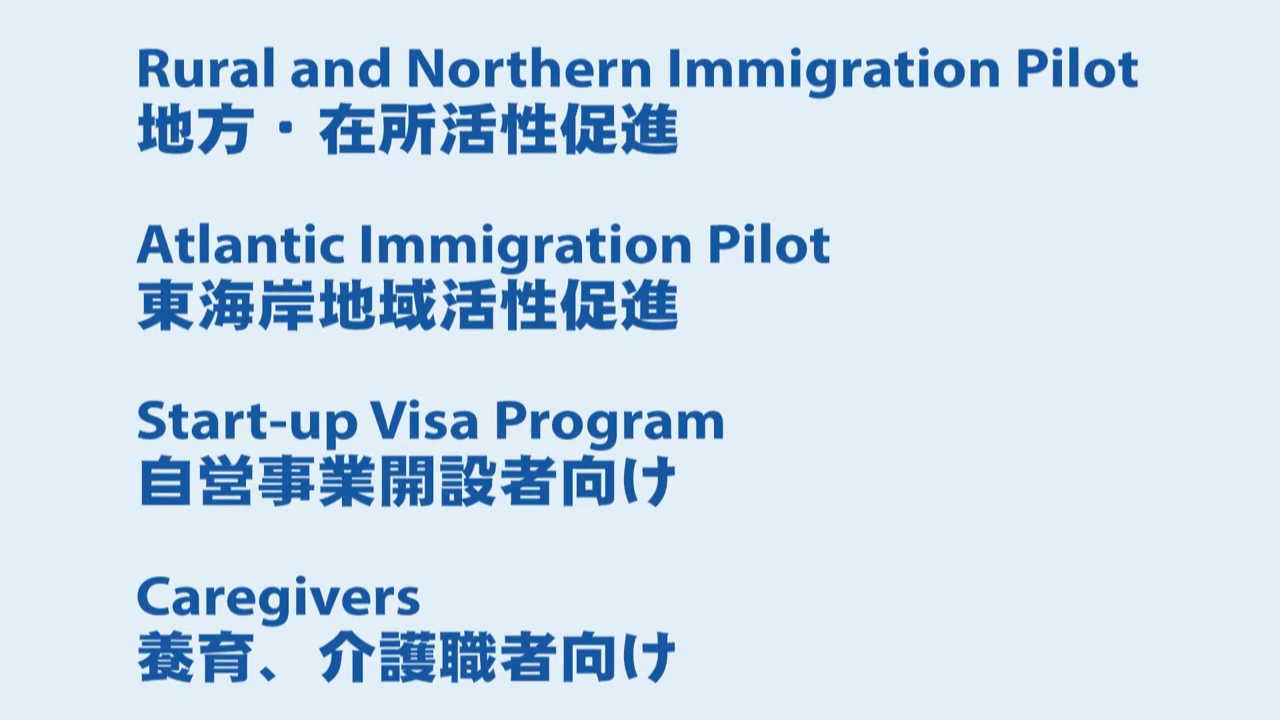 Rural and Northern Immigration Pilot
地方・在所活性促進
Atlantic Immigration Pilot
東海岸地域活性促進
Start-up Visa Program
自営事業開設者向け
Caregivers
養育、介護職者向け